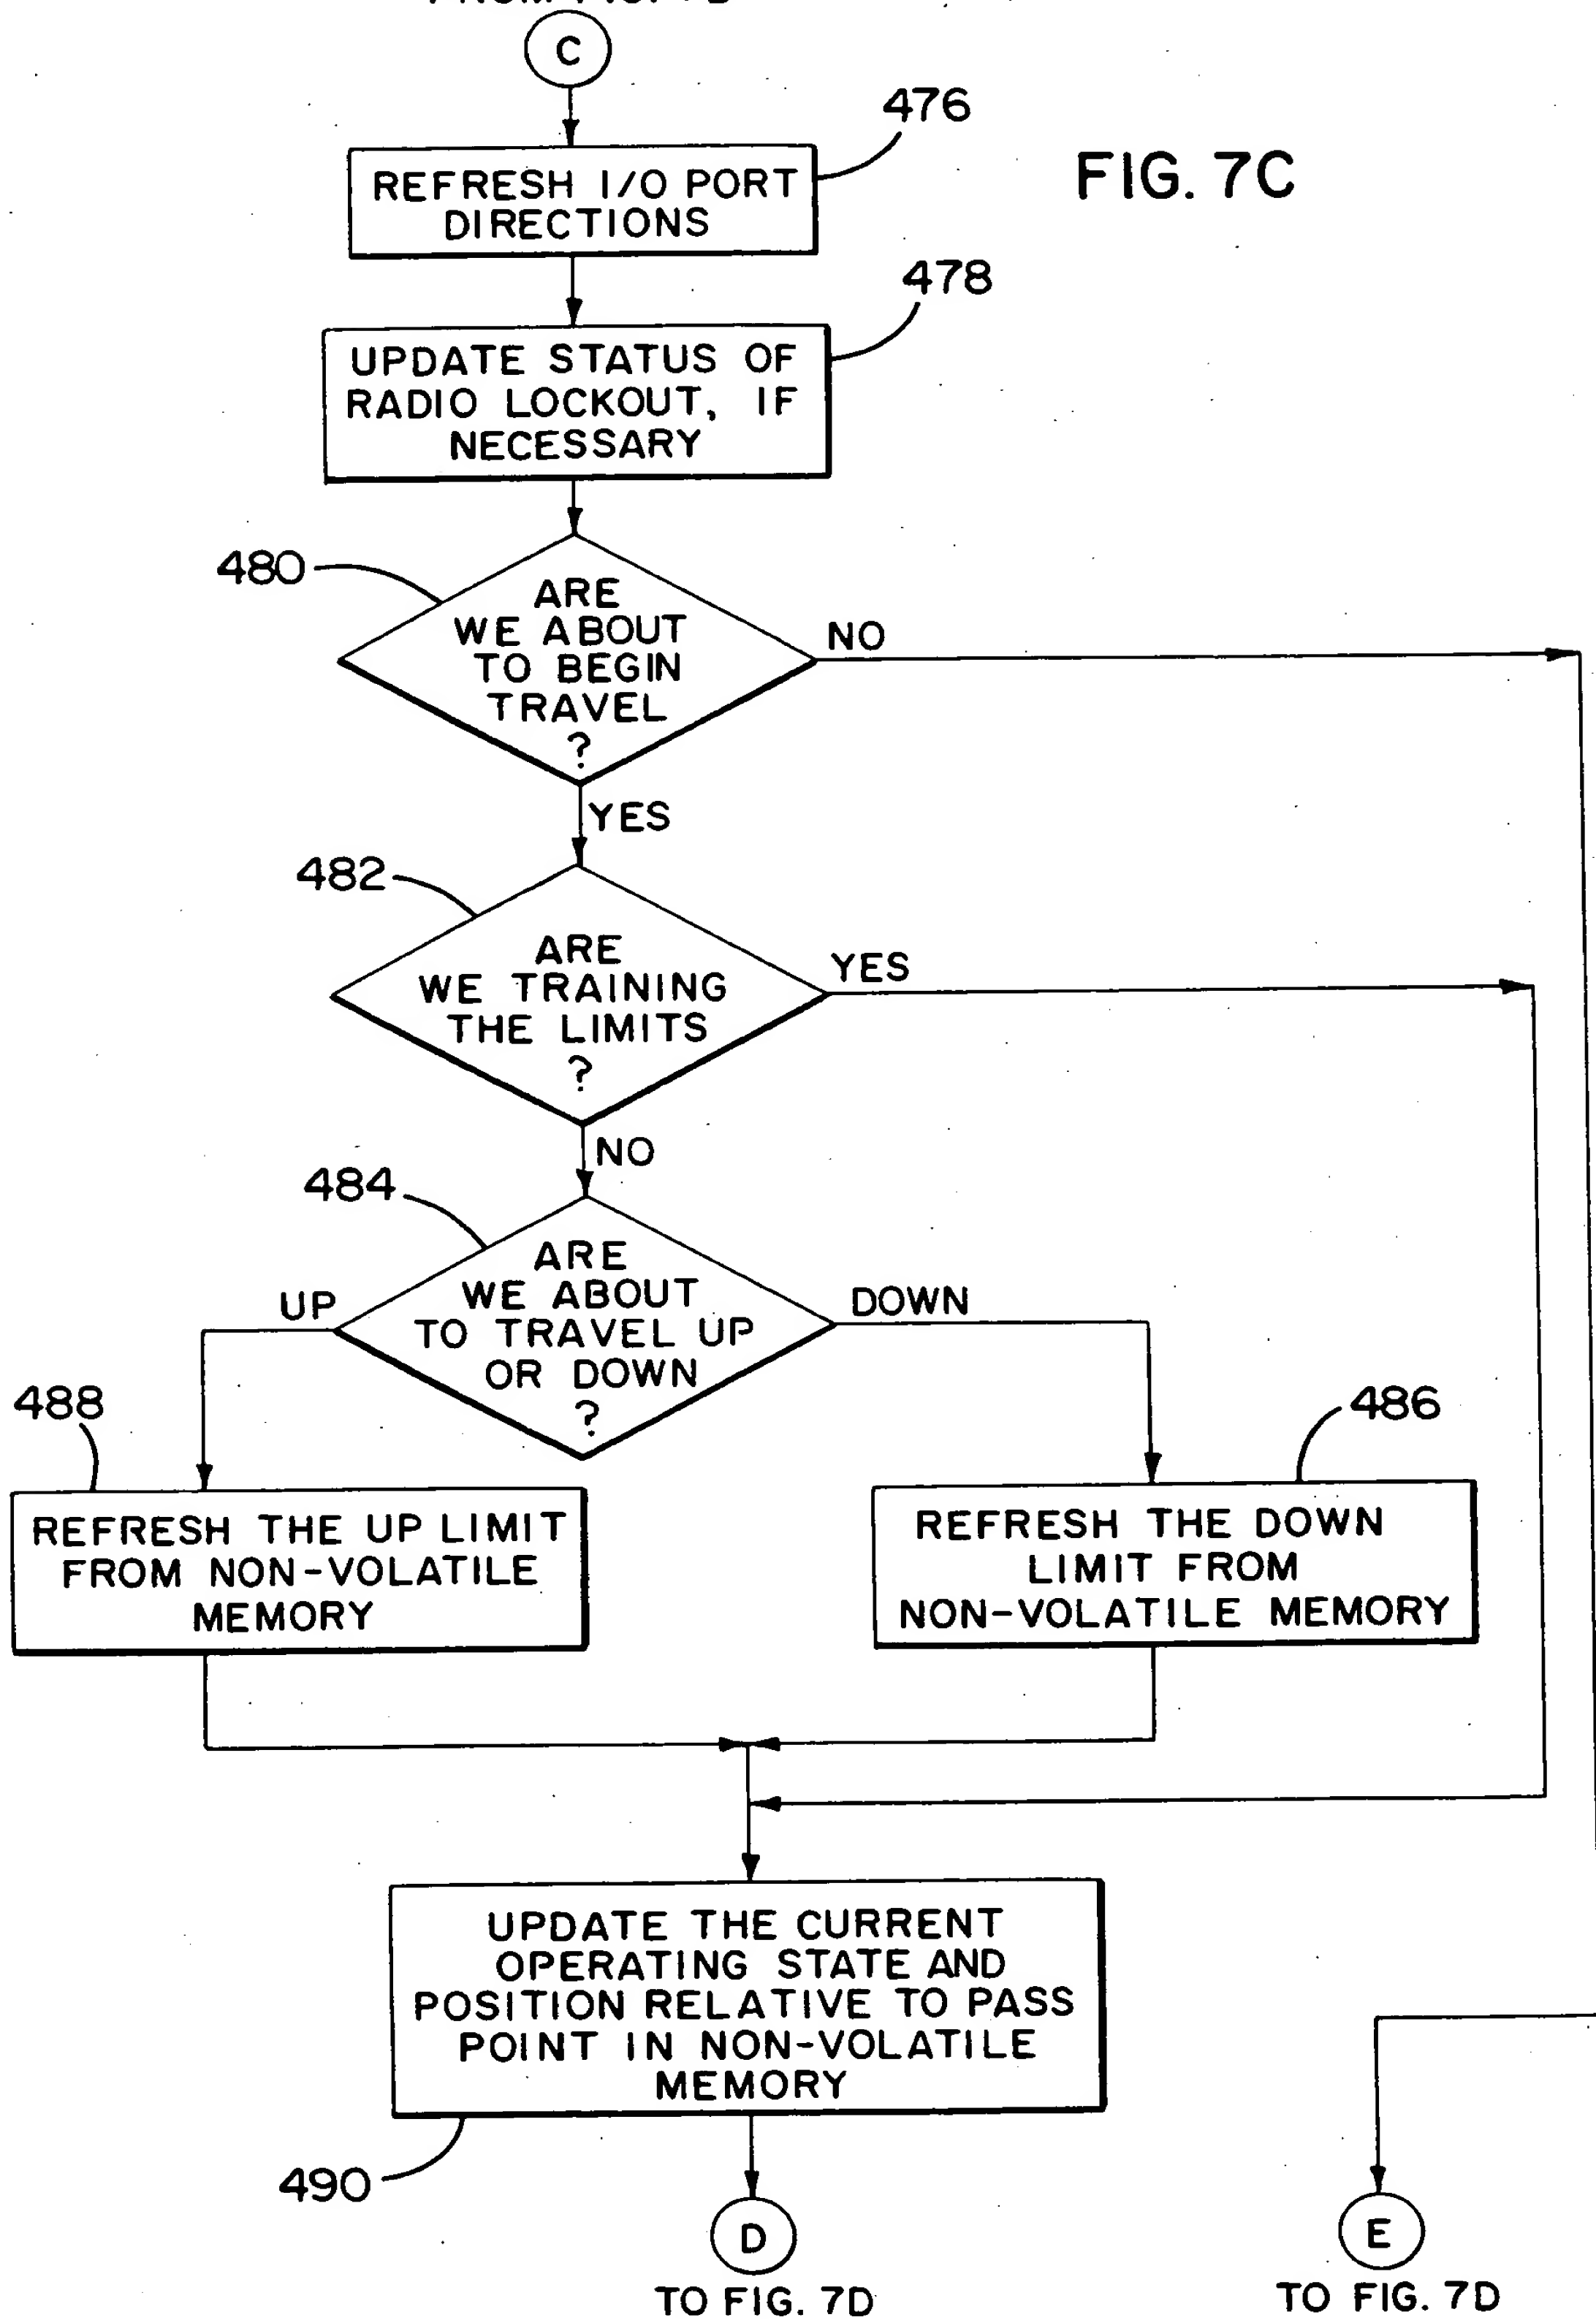 C
476
FIG. 7C
REFRESH I/O PORT
DIRECTIONS
478
UPDATE STATUS OF
RADIO LOCKOUT, IF
NECESSARY
480
ARE
WE ABOUT
TO BEGIN
TRAVEL
?
NO
YES
482
ARE
WE TRAINING
THE LIMITS
?
YES
NO
484
ARE
WE ABOUT
TO TRAVEL UP
OR DOWN
?
UP
DOWN
488
486
REFRESH THE UP LIMIT
FROM NON-VOLATILE
MEMORY
REFRESH THE DOWN
LIMIT FROM
NON-VOLATILE MEMORY
UPDATE THE CURRENT
OPERATING STATE AND
POSITION RELATIVE TO PASS
POINT IN NON-VOLATILE
MEMORY
490
D
TO FIG. 7D
E
TO FIG. 7D